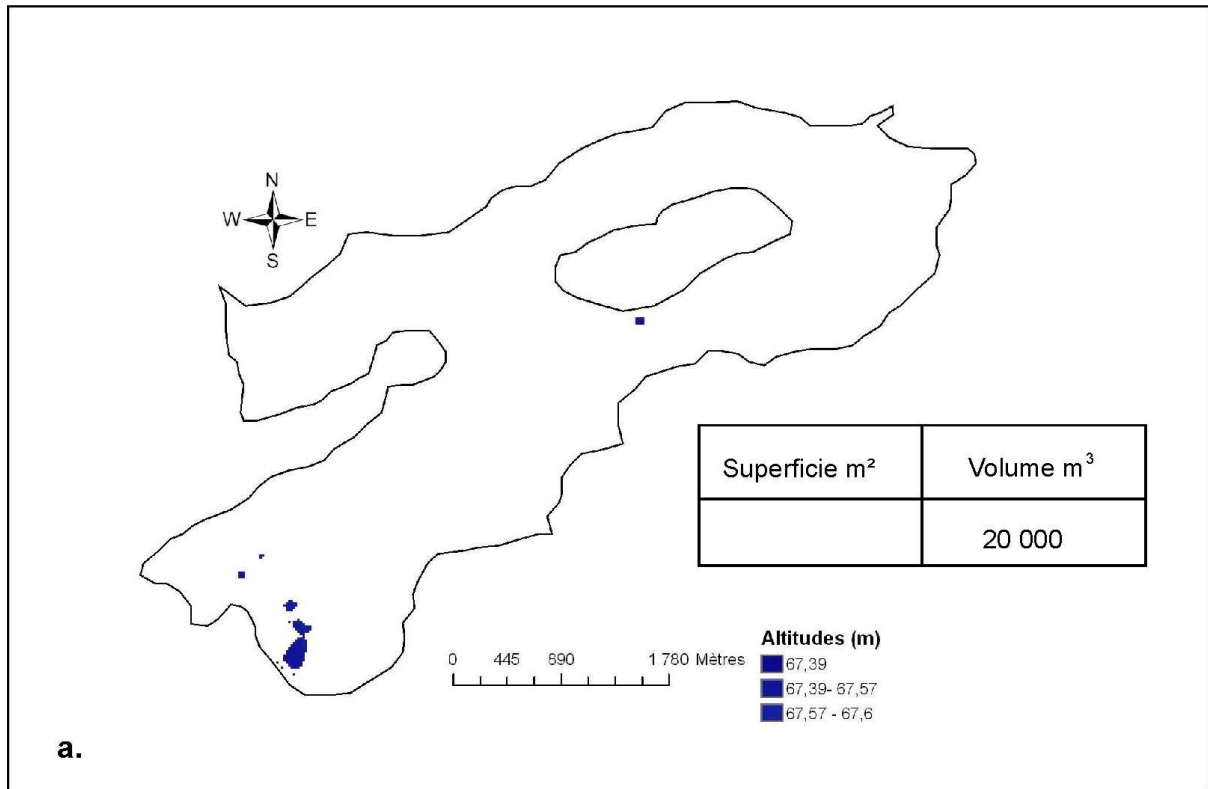 N
W E
S
Superficie m² Volume m³
20 000
0 445 890 1 780 Mètres
Altitudes (m)
67,39
67,39- 67,57
67,57 - 67,6
a.